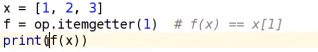 x = [1, 2, 3]
f = op.itemgetter(1)  # f(x) == x[1]
print(f(x))